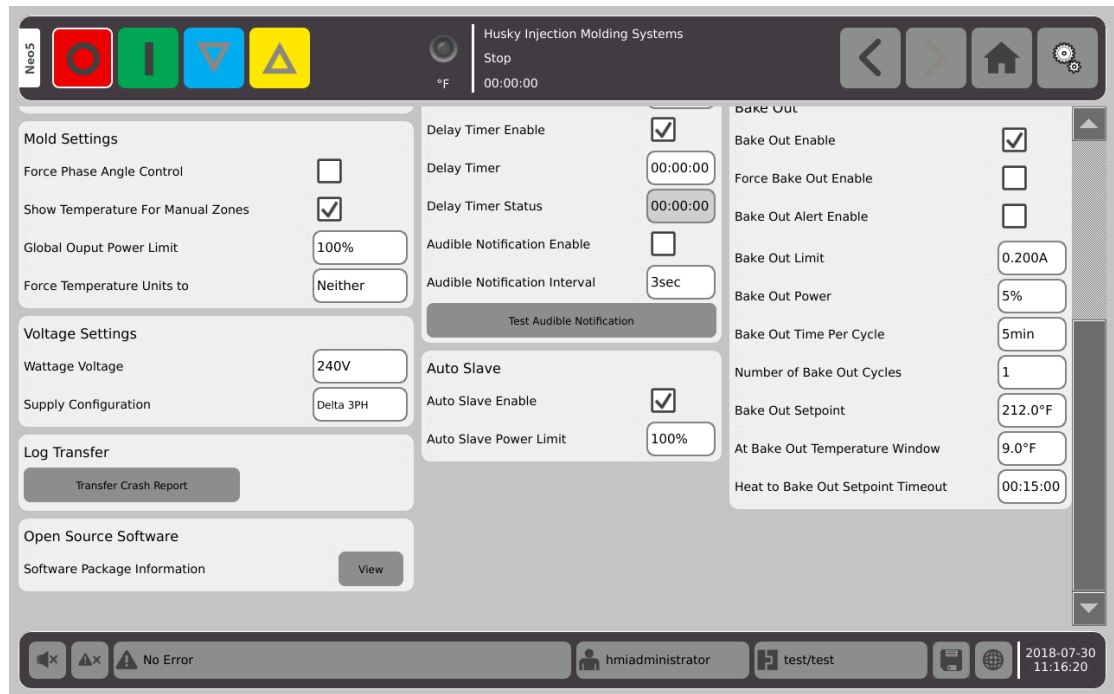 Neo5
Husky Injection Molding Systems
Stop
°F 00:00:00
Mold Settings
Force Phase Angle Control
Show Temperature For Manual Zones
Global Ouput Power Limit 100%
Force Temperature Units to Neither
Voltage Settings
Wattage Voltage 240V
Supply Configuration Delta 3PH
Log Transfer
Transfer Crash Report
Open Source Software
Software Package Information View
Delay Timer Enable
Delay Timer 00:00:00
Delay Timer Status 00:00:00
Audible Notification Enable
Audible Notification Interval 3sec
Test Audible Notification
Auto Slave
Auto Slave Enable
Auto Slave Power Limit 100%
Bake Out
Bake Out Enable
Force Bake Out Enable
Bake Out Alert Enable
Bake Out Limit 0.200A
Bake Out Power 5%
Bake Out Time Per Cycle 5min
Number of Bake Out Cycles 1
Bake Out Setpoint 212.0°F
At Bake Out Temperature Window 9.0°F
Heat to Bake Out Setpoint Timeout 00:15:00
No Error
hmiadministrator
test/test
2018-07-30
11:16:20